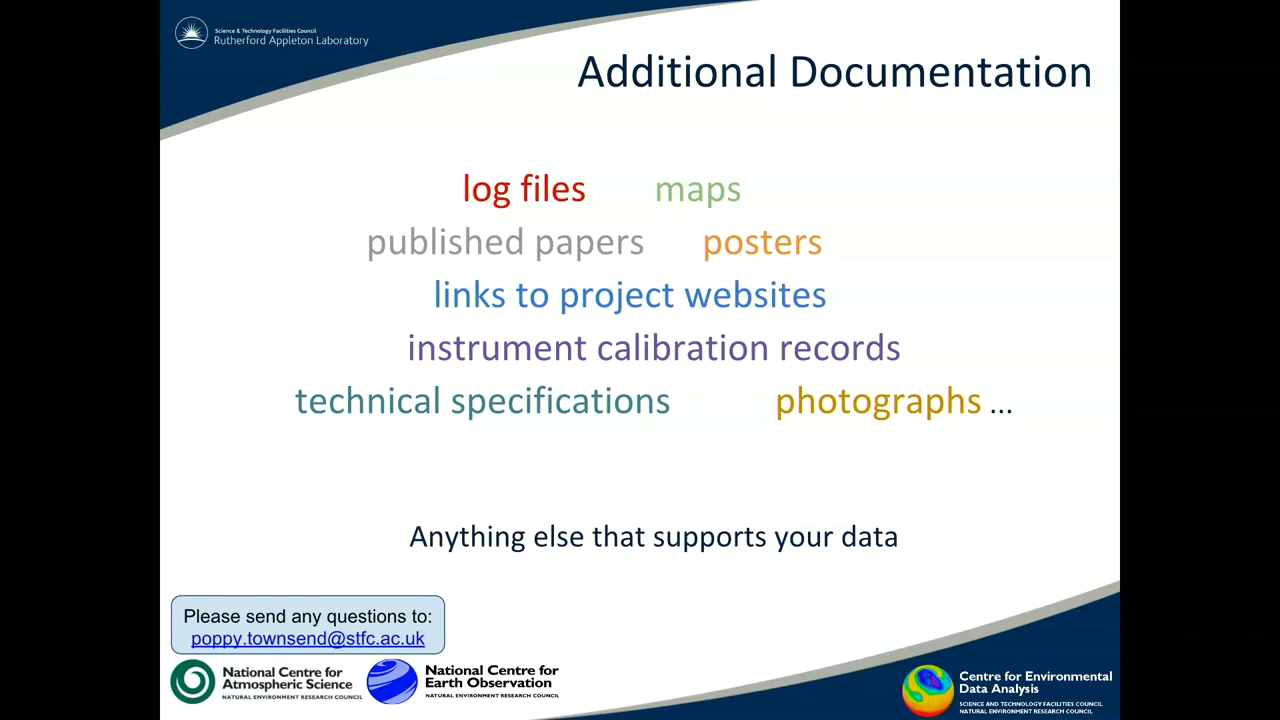 Science & Technology Facilities Council
Rutherford Appleton Laboratory
Additional Documentation
log files maps
published papers posters
links to project websites
instrument calibration records
technical specifications photographs ...
Anything else that supports your data
Please send any questions to:
poppy.townsend@stfc.ac.uk
National Centre for
Atmospheric Science
NATURAL ENVIRONMENT RESEARCH COUNCIL
National Centre for
Earth Observation
NATURAL ENVIRONMENT RESEARCH COUNCIL
Centre for Environmental
Data Analysis
SCIENCE AND TECHNOLOGY FACILITIES COUNCIL
NATURAL ENVIRONMENT RESEARCH COUNCIL